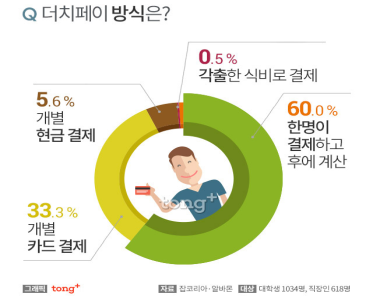 Q 더치페이 방식은?
0.5 %
각출한 식비로 결제
5.6 %
개별
현금 결제
60.0 %
한명이
결제하고
후에 계산
tong+
33.3 %
개별
카드 결제
그래픽 tong+
자료 잡코리아·알바몬 대상 대학생 1034명, 직장인 618명